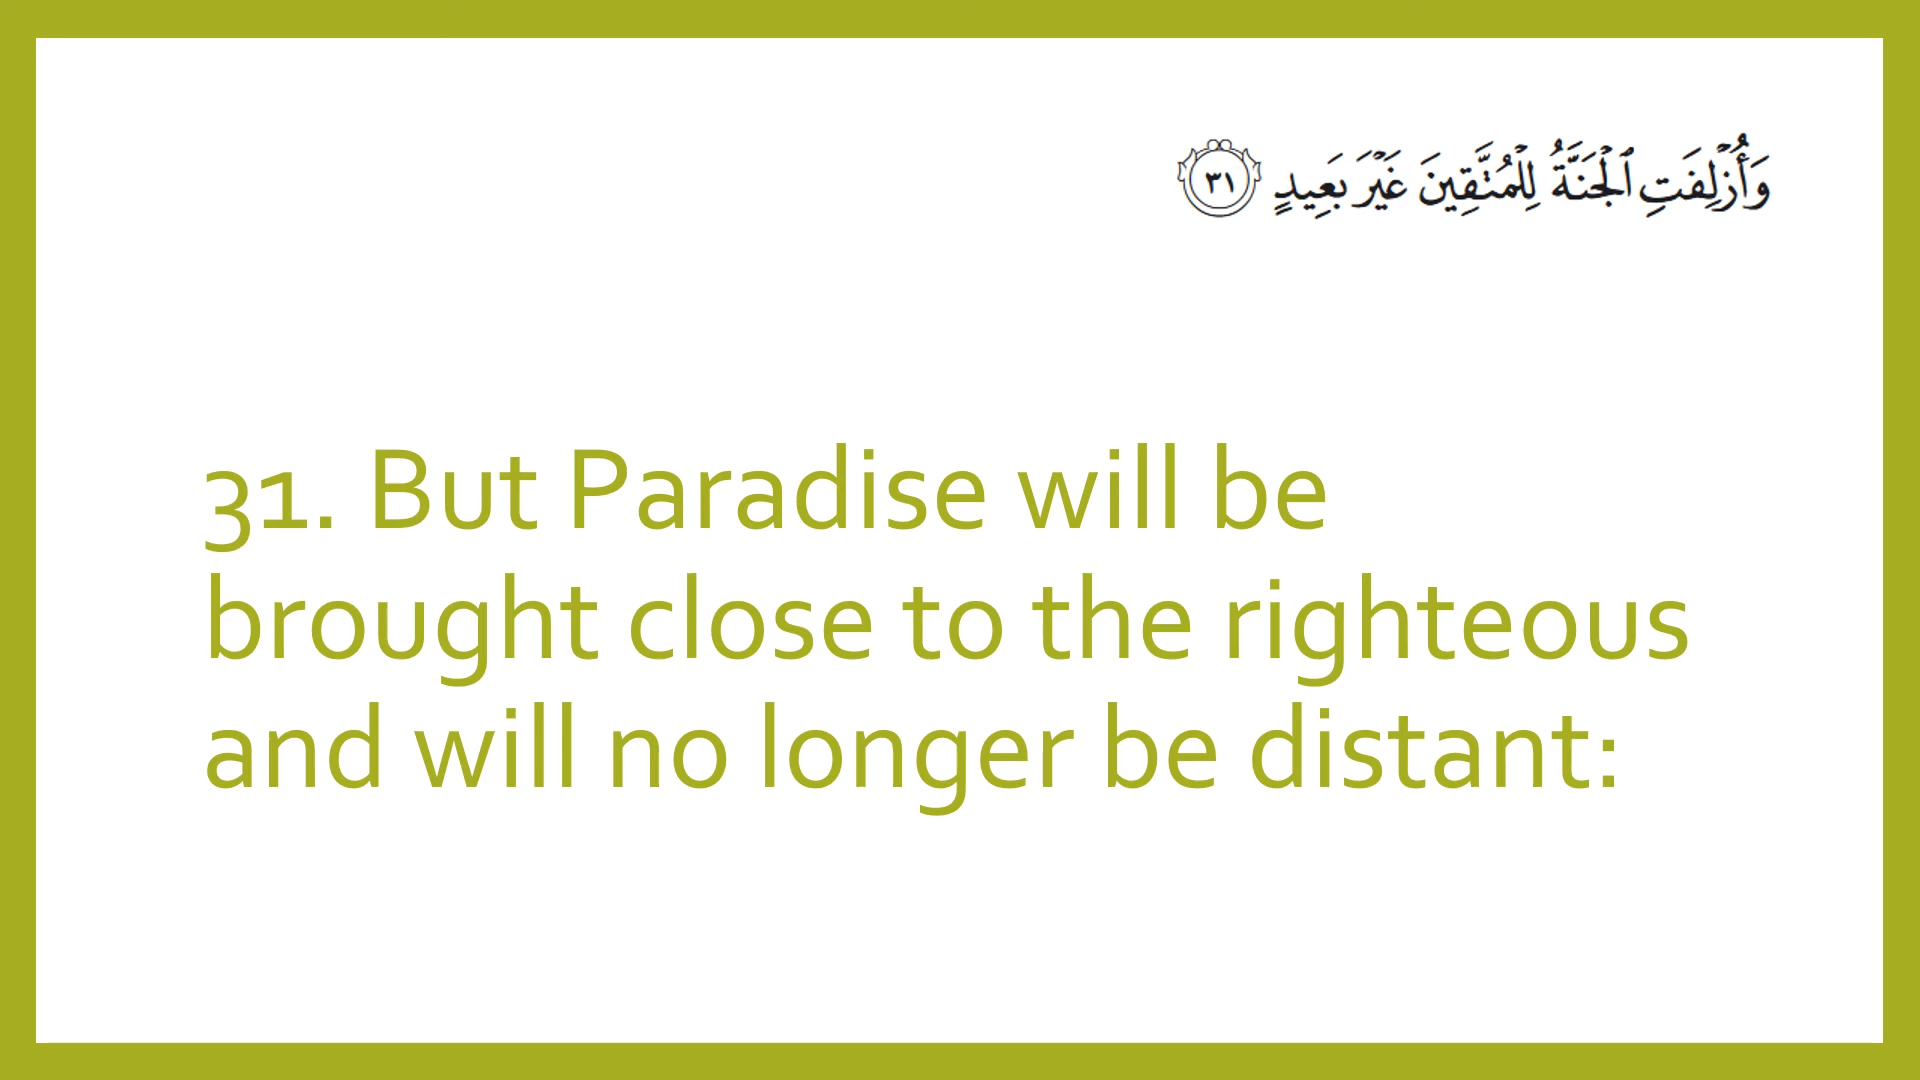 وَأُزْلِفَتِ ٱلْجَنَّةُ لِلْمُتَّقِينَ غَيْرَ بَعِيدٍ ٣١
31. But Paradise will be
brought close to the righteous
and will no longer be distant: